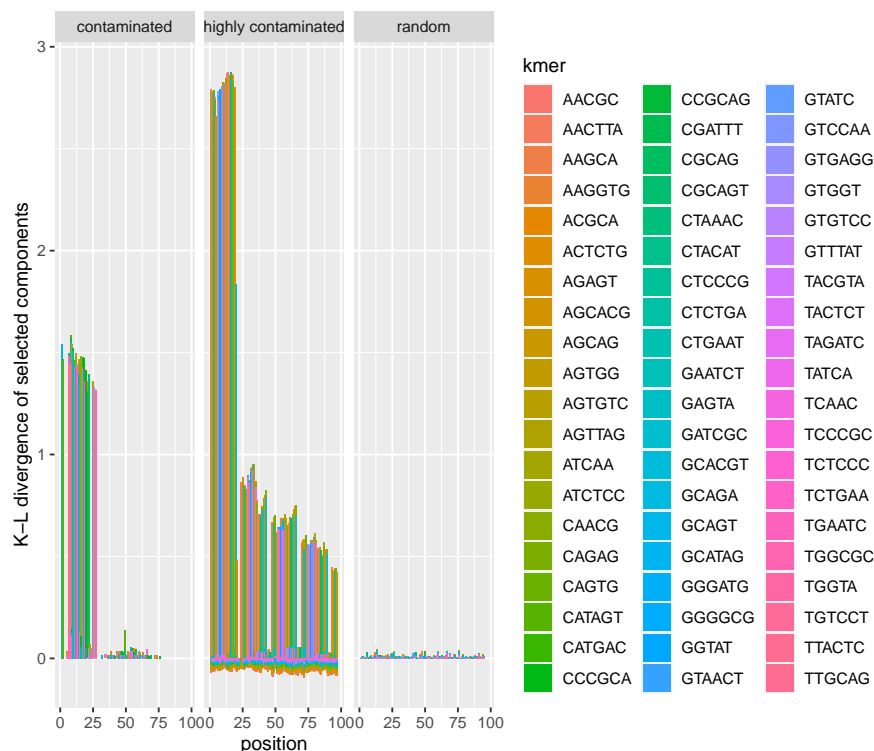 contaminated highly contaminated random
3
2
1
0
K−L divergence of selected components
0 25 50 75 100 0 25 50 75 100 0 25 50 75 100
position
kmer
AACGC CCGCAG GTATC
AACTTA CGATTT GTCCAA
AAGCA CGCAG GTGAGG
AAGGTG CGCAGT GTGGT
ACGCA CTAAAC GTGTCC
ACTCTG CTACAT GTTTAT
AGAGT CTCCCG TACGTA
AGCACG CTCTGA TACTCT
AGCAG CTGAAT TAGATC
AGTGG GAATCT TATCA
AGTGTC GAGTA TCAAC
AGTTAG GATCGC TCCCGC
ATCAA GCACGT TCTCCC
ATCTCC GCAGA TCTGAA
CAACG GCAGT TGAATC
CAGAG GCATAG TGGCGC
CAGTG GGGATG TGGTA
CATAGT GGGGCG TGTCCT
CATGAC GGTAT TTACTC
CCCGCA GTAACT TTGCAG